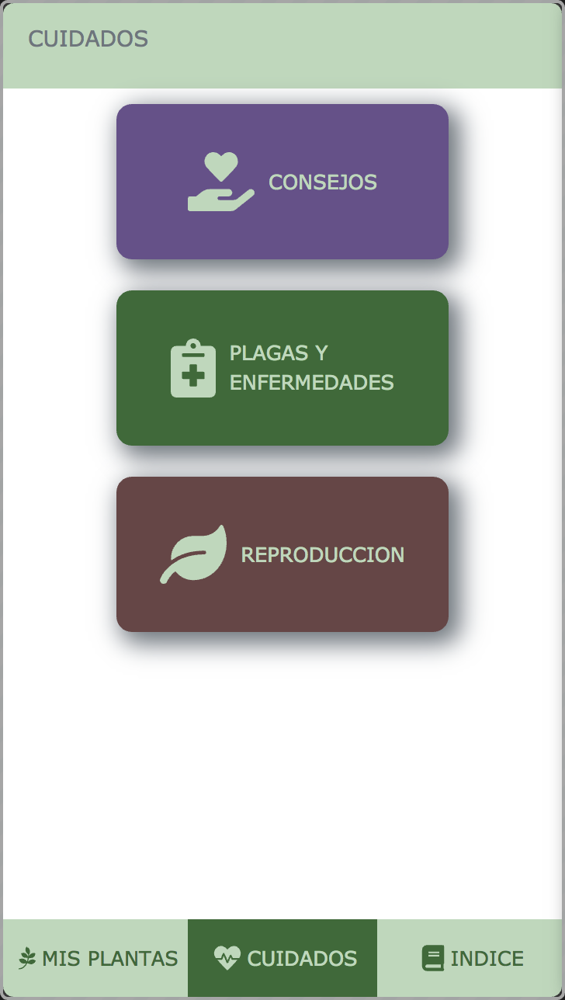 CUIDADOS
CONSEJOS
PLAGAS Y
ENFERMEDADES
REPRODUCCION
MIS PLANTAS
CUIDADOS
INDICE